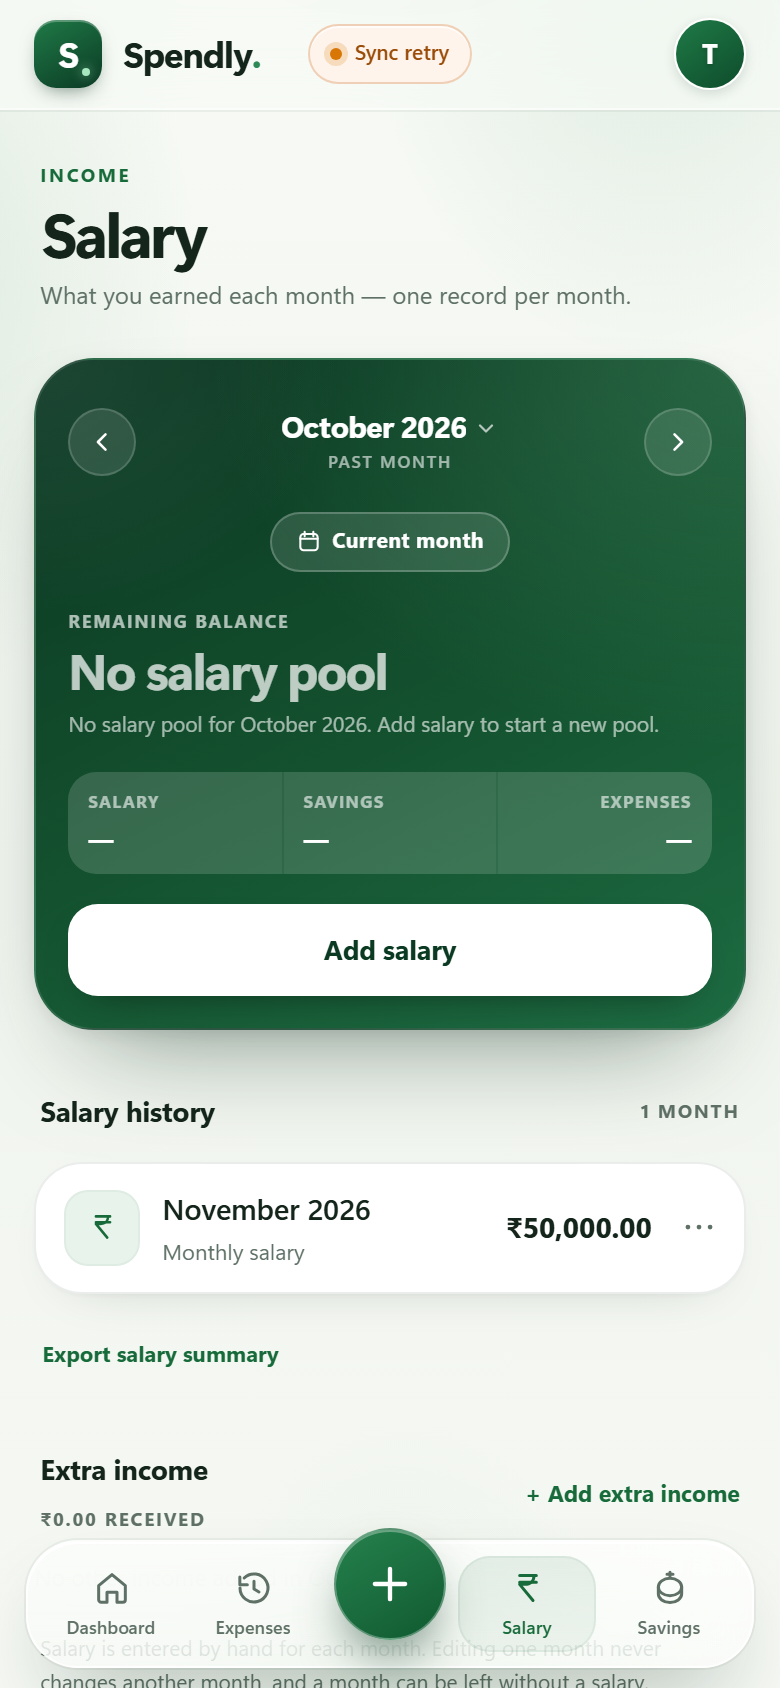 S.
Spendly.
Sync retry
T
INCOME
Salary
What you earned each month — one record per month.
October 2026
PAST MONTH
Current month
REMAINING BALANCE
No salary pool
No salary pool for October 2026. Add salary to start a new pool.
SALARY SAVINGS EXPENSES
— — —
Add salary
Salary history 1 MONTH
₹ November 2026 ₹50,000.00 ...
Monthly salary
Export salary summary
Extra income
+ Add extra income
₹0.00 RECEIVED
+
₹
Dashboard Expenses Salary Savings
Salary is entered by hand for each month. Editing one month never
changes another month, and a month can be left without a salary.